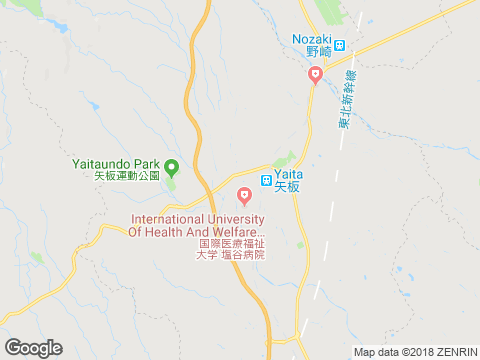 Nozaki
野崎
東北新幹線
Yaitaundo Park
矢板運動公園
Yaita
矢板
International University
Of Health And Welfare...
国際医療福祉
大学 塩谷病院
Google
Map data ©2018 ZENRIN